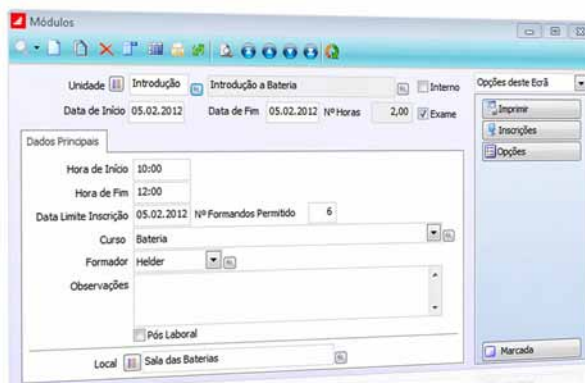 Módulos
Unidade Introdução Introdução a Bateria Interno
Data de Início 05.02.2012 Data de Fim 05.02.2012 Nº Horas 2,00 Exame
Dados Principais
Hora de Início 10:00
Hora de Fim 12:00
Data Limite Inscrição 05.02.2012 Nº Formandos Permitido 6
Curso Bateria
Formador Helder
Observações
Pós Laboral
Local Sala das Baterias
Opções deste Ecrã
Imprimir
Inscrições
Opções
Marcada